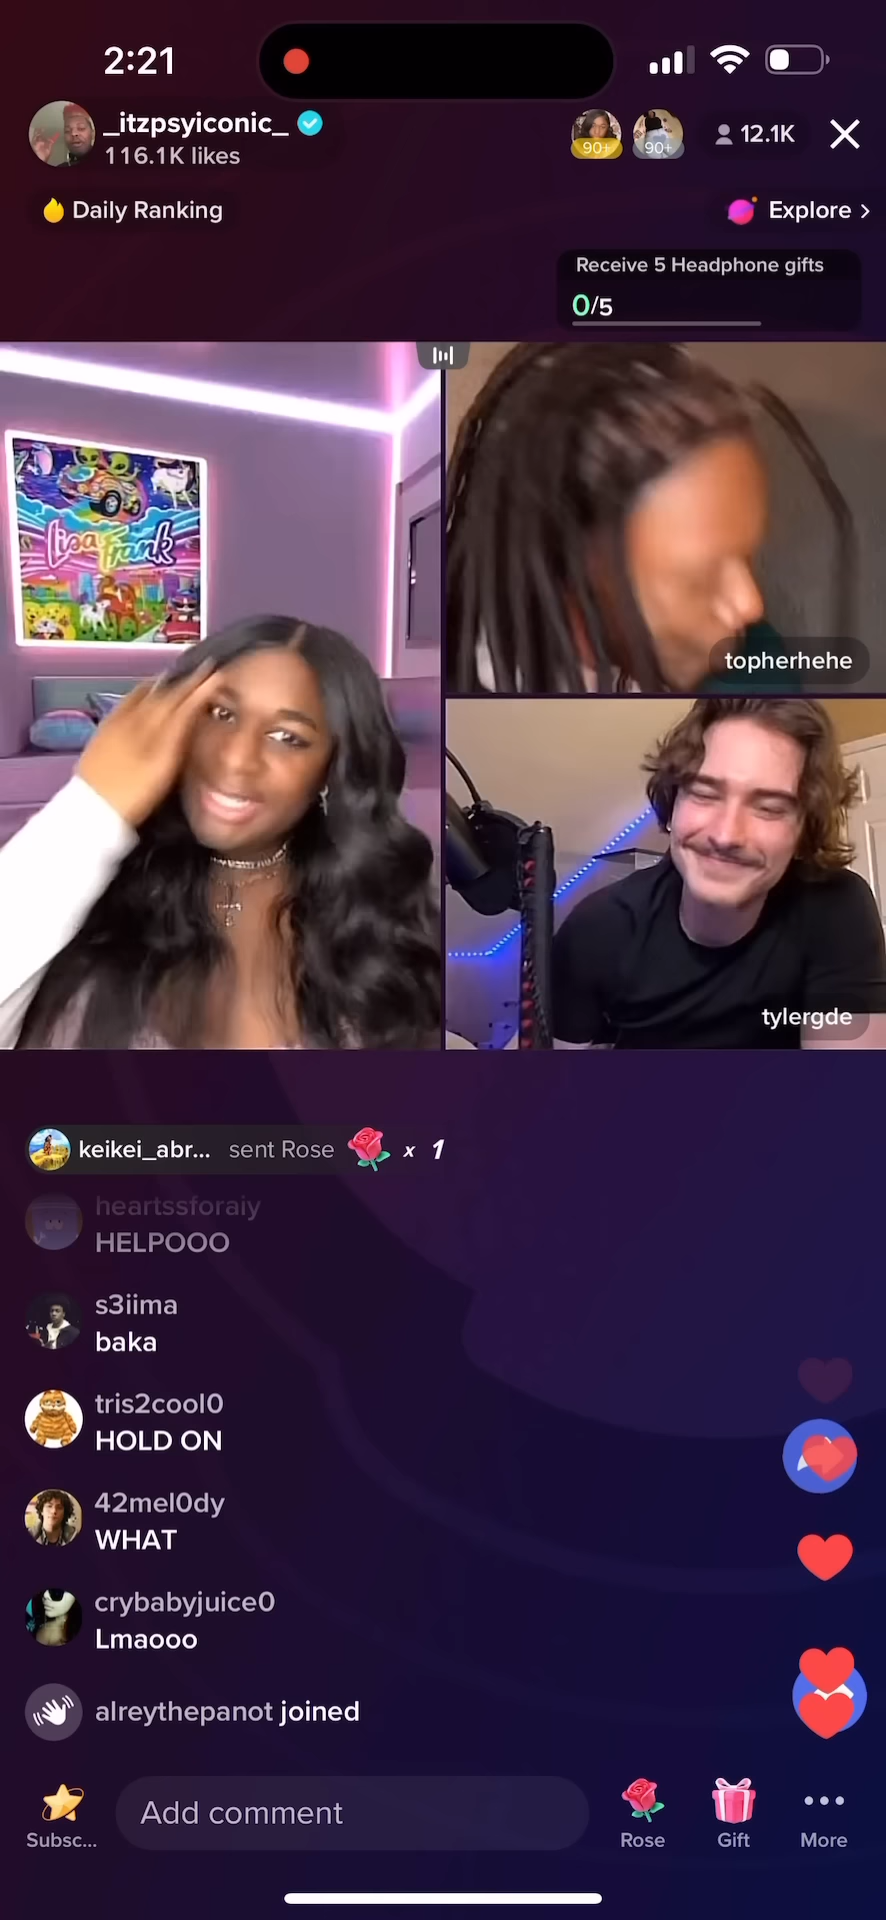 2:21
_itzpsyiconic_
116.1K likes
90+
90+
12.1K
Daily Ranking
Explore
Receive 5 Headphone gifts
0/5
Lisa Frank
topherhehe
tylergde
keikei_abr... sent Rose x 1
heartssforaiy
HELPOOO
s3iima
baka
tris2cool0
HOLD ON
42mel0dy
WHAT
crybabyjuice0
Lmaooo
alreythepanot joined
Add comment
Subsc...
Rose
Gift
More